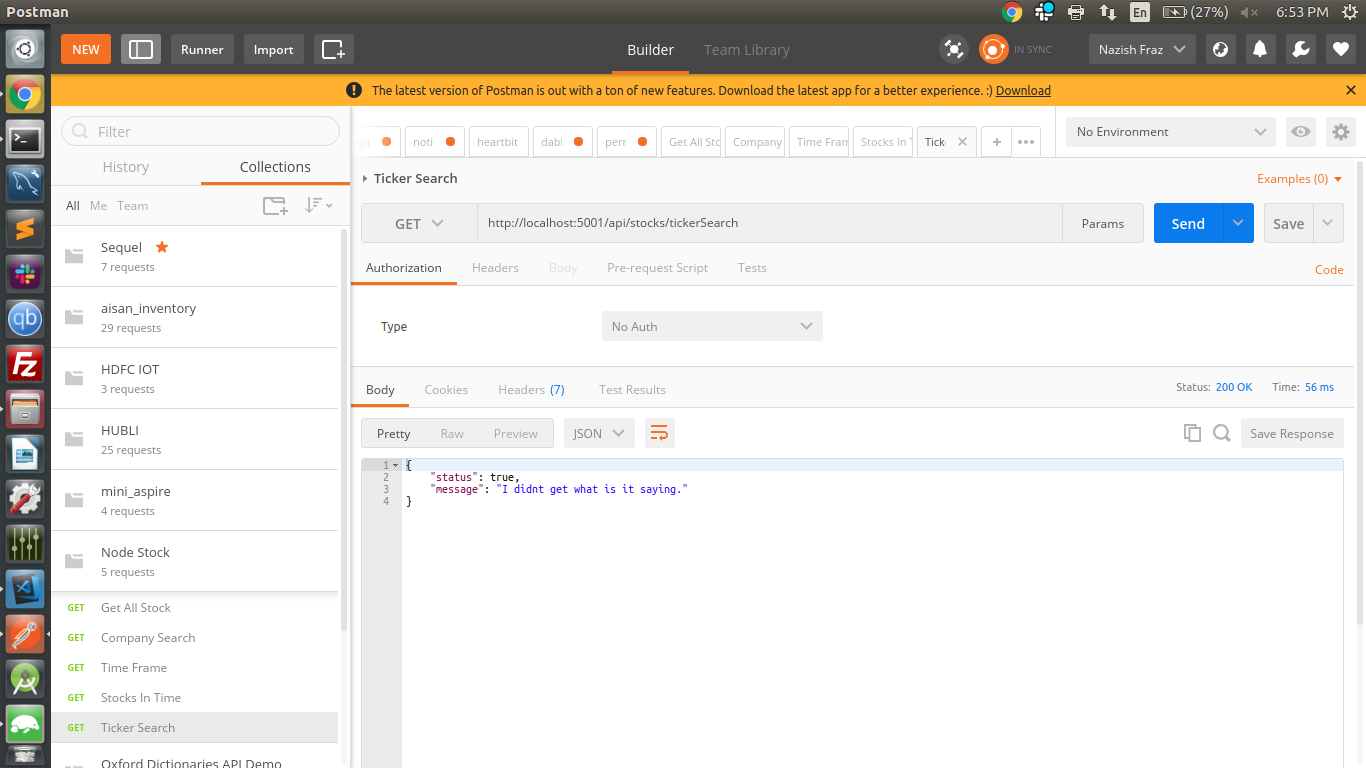 Postman
En
(27%)
6:53 PM
NEW
Runner
Import
Builder
Team Library
IN SYNC
Nazish Fraz
The latest version of Postman is out with a ton of new features. Download the latest app for a better experience. :) Download
Filter
History
Collections
All Me Team
Sequel
7 requests
aisan_inventory
29 requests
HDFC IOT
3 requests
HUBLI
25 requests
mini_aspire
4 requests
Node Stock
5 requests
GET Get All Stock
GET Company Search
GET Time Frame
GET Stocks In Time
GET Ticker Search
Oxford Dictionaries API Demo
noti
heartbit
dabl
perr
Get All Stc
Company
Time Fram
Stocks In T
Tick
No Environment
Ticker Search
Examples (0)
GET
http://localhost:5001/api/stocks/tickerSearch
Params
Send
Save
Authorization
Headers
Body
Pre-request Script
Tests
Code
Type
No Auth
Body
Cookies
Headers (7)
Test Results
Status: 200 OK
Time: 56 ms
Pretty
Raw
Preview
JSON
Save Response
1 {
2 "status": true,
3 "message": "I didnt get what is it saying."
4 }
qb
Fz